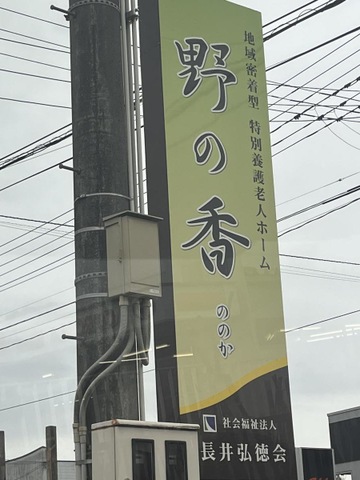 地域密着型 特別養護老人ホーム
野の香
ののか
社会福祉法人
長井弘徳会